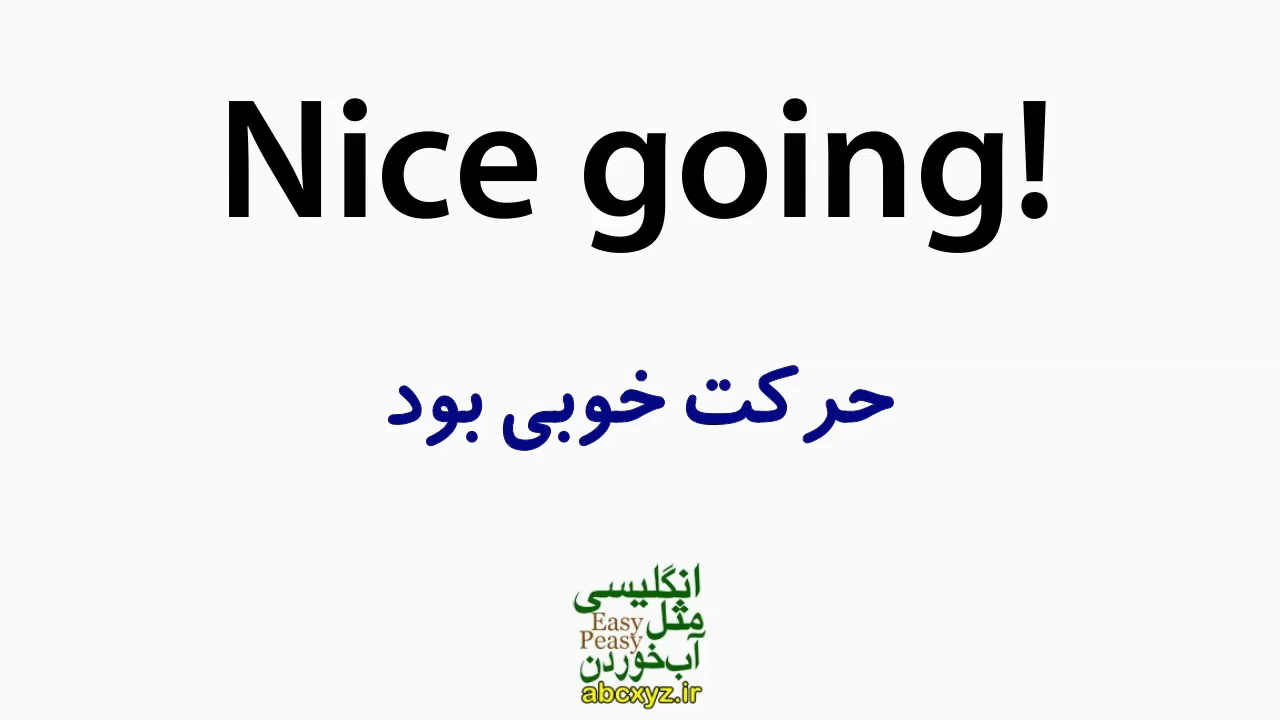 Nice going!
حرکت خوبی بود
انگلیسی
مثل
Easy
Peasy
آب‌خوردن
abcxyz.ir